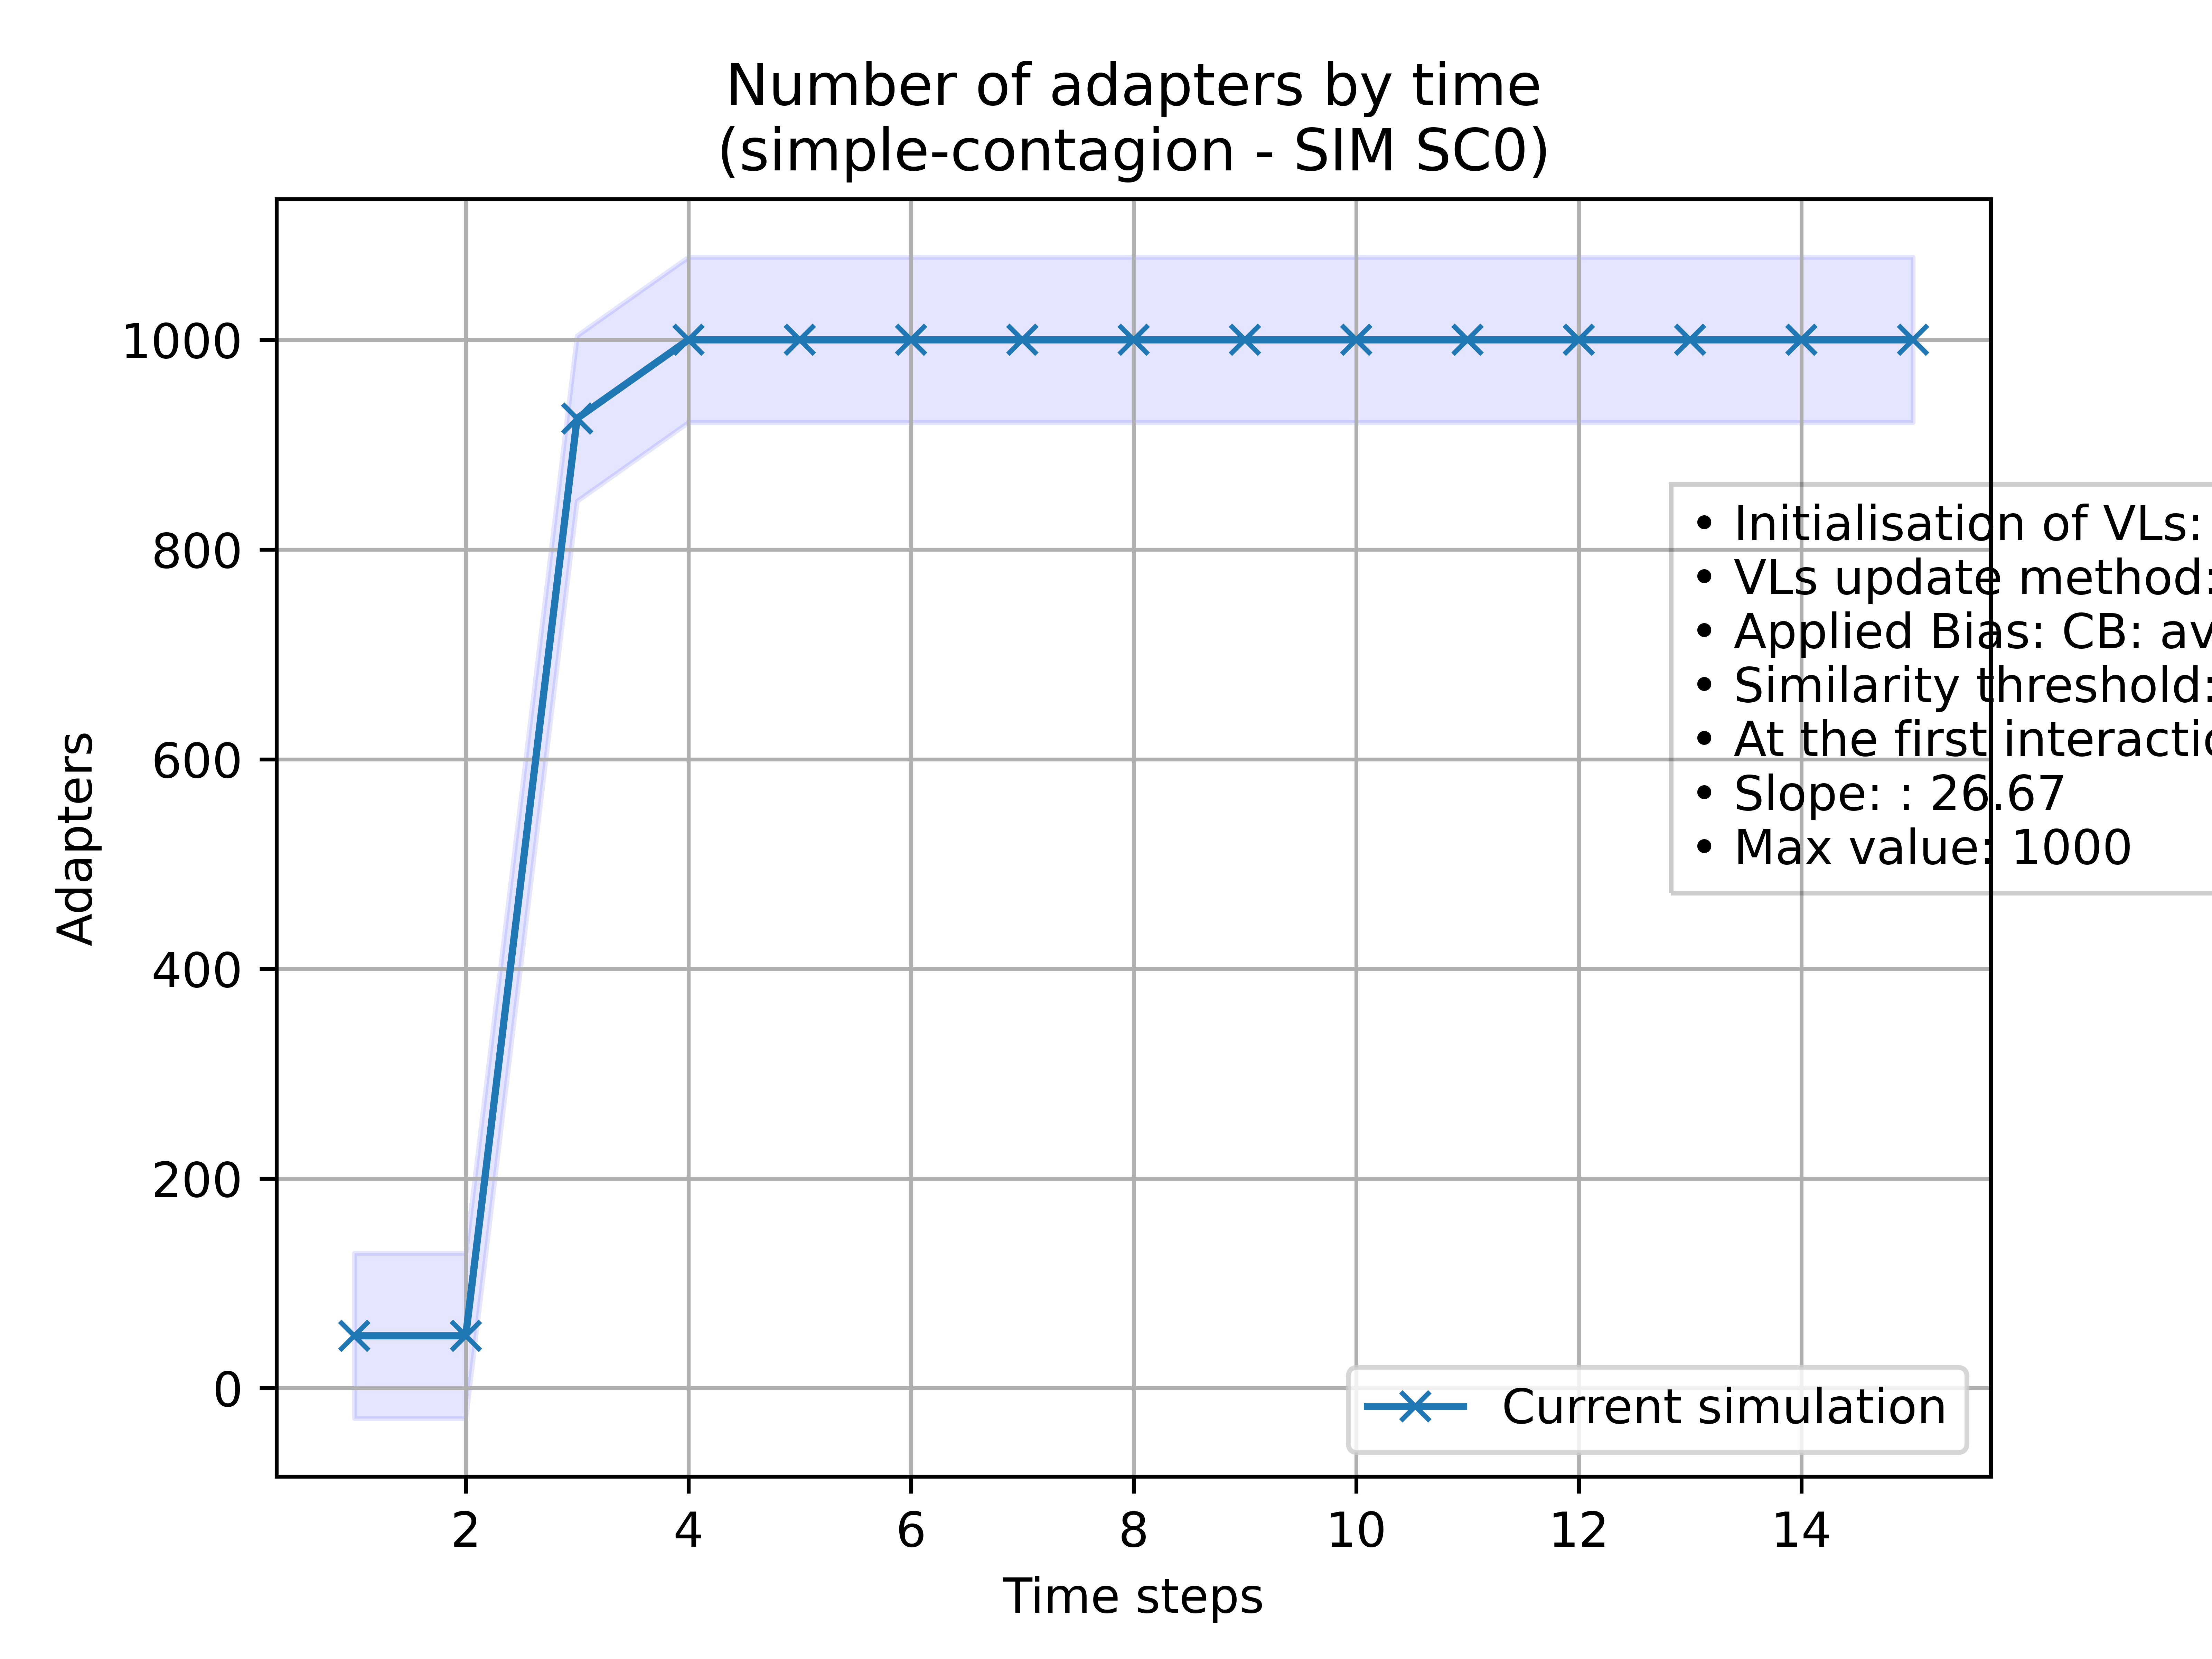 Number of adapters by time
(simple-contagion - SIM SC0)
1000
800
600
400
200
0
Adapters
• Initialisation of VLs:
• VLs update method:
• Applied Bias: CB: av
• Similarity threshold:
• At the first interactio
• Slope: : 26.67
• Max value: 1000
Current simulation
2 4 6 8 10 12 14
Time steps